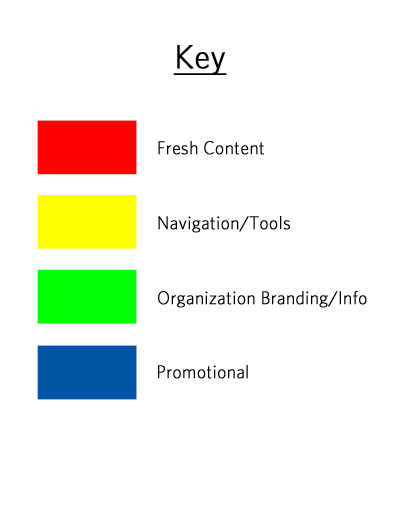 Key
Fresh Content
Navigation/Tools
Organization Branding/Info
Promotional